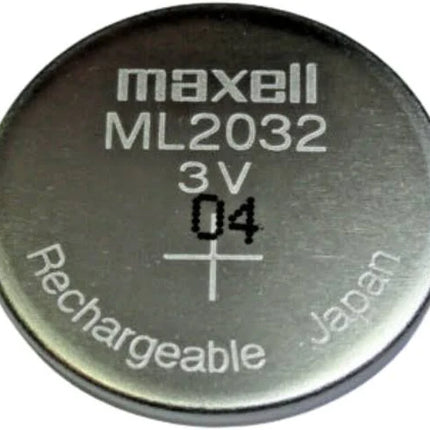 maxell
ML2032
3V
04
+
Rechargeable Japan